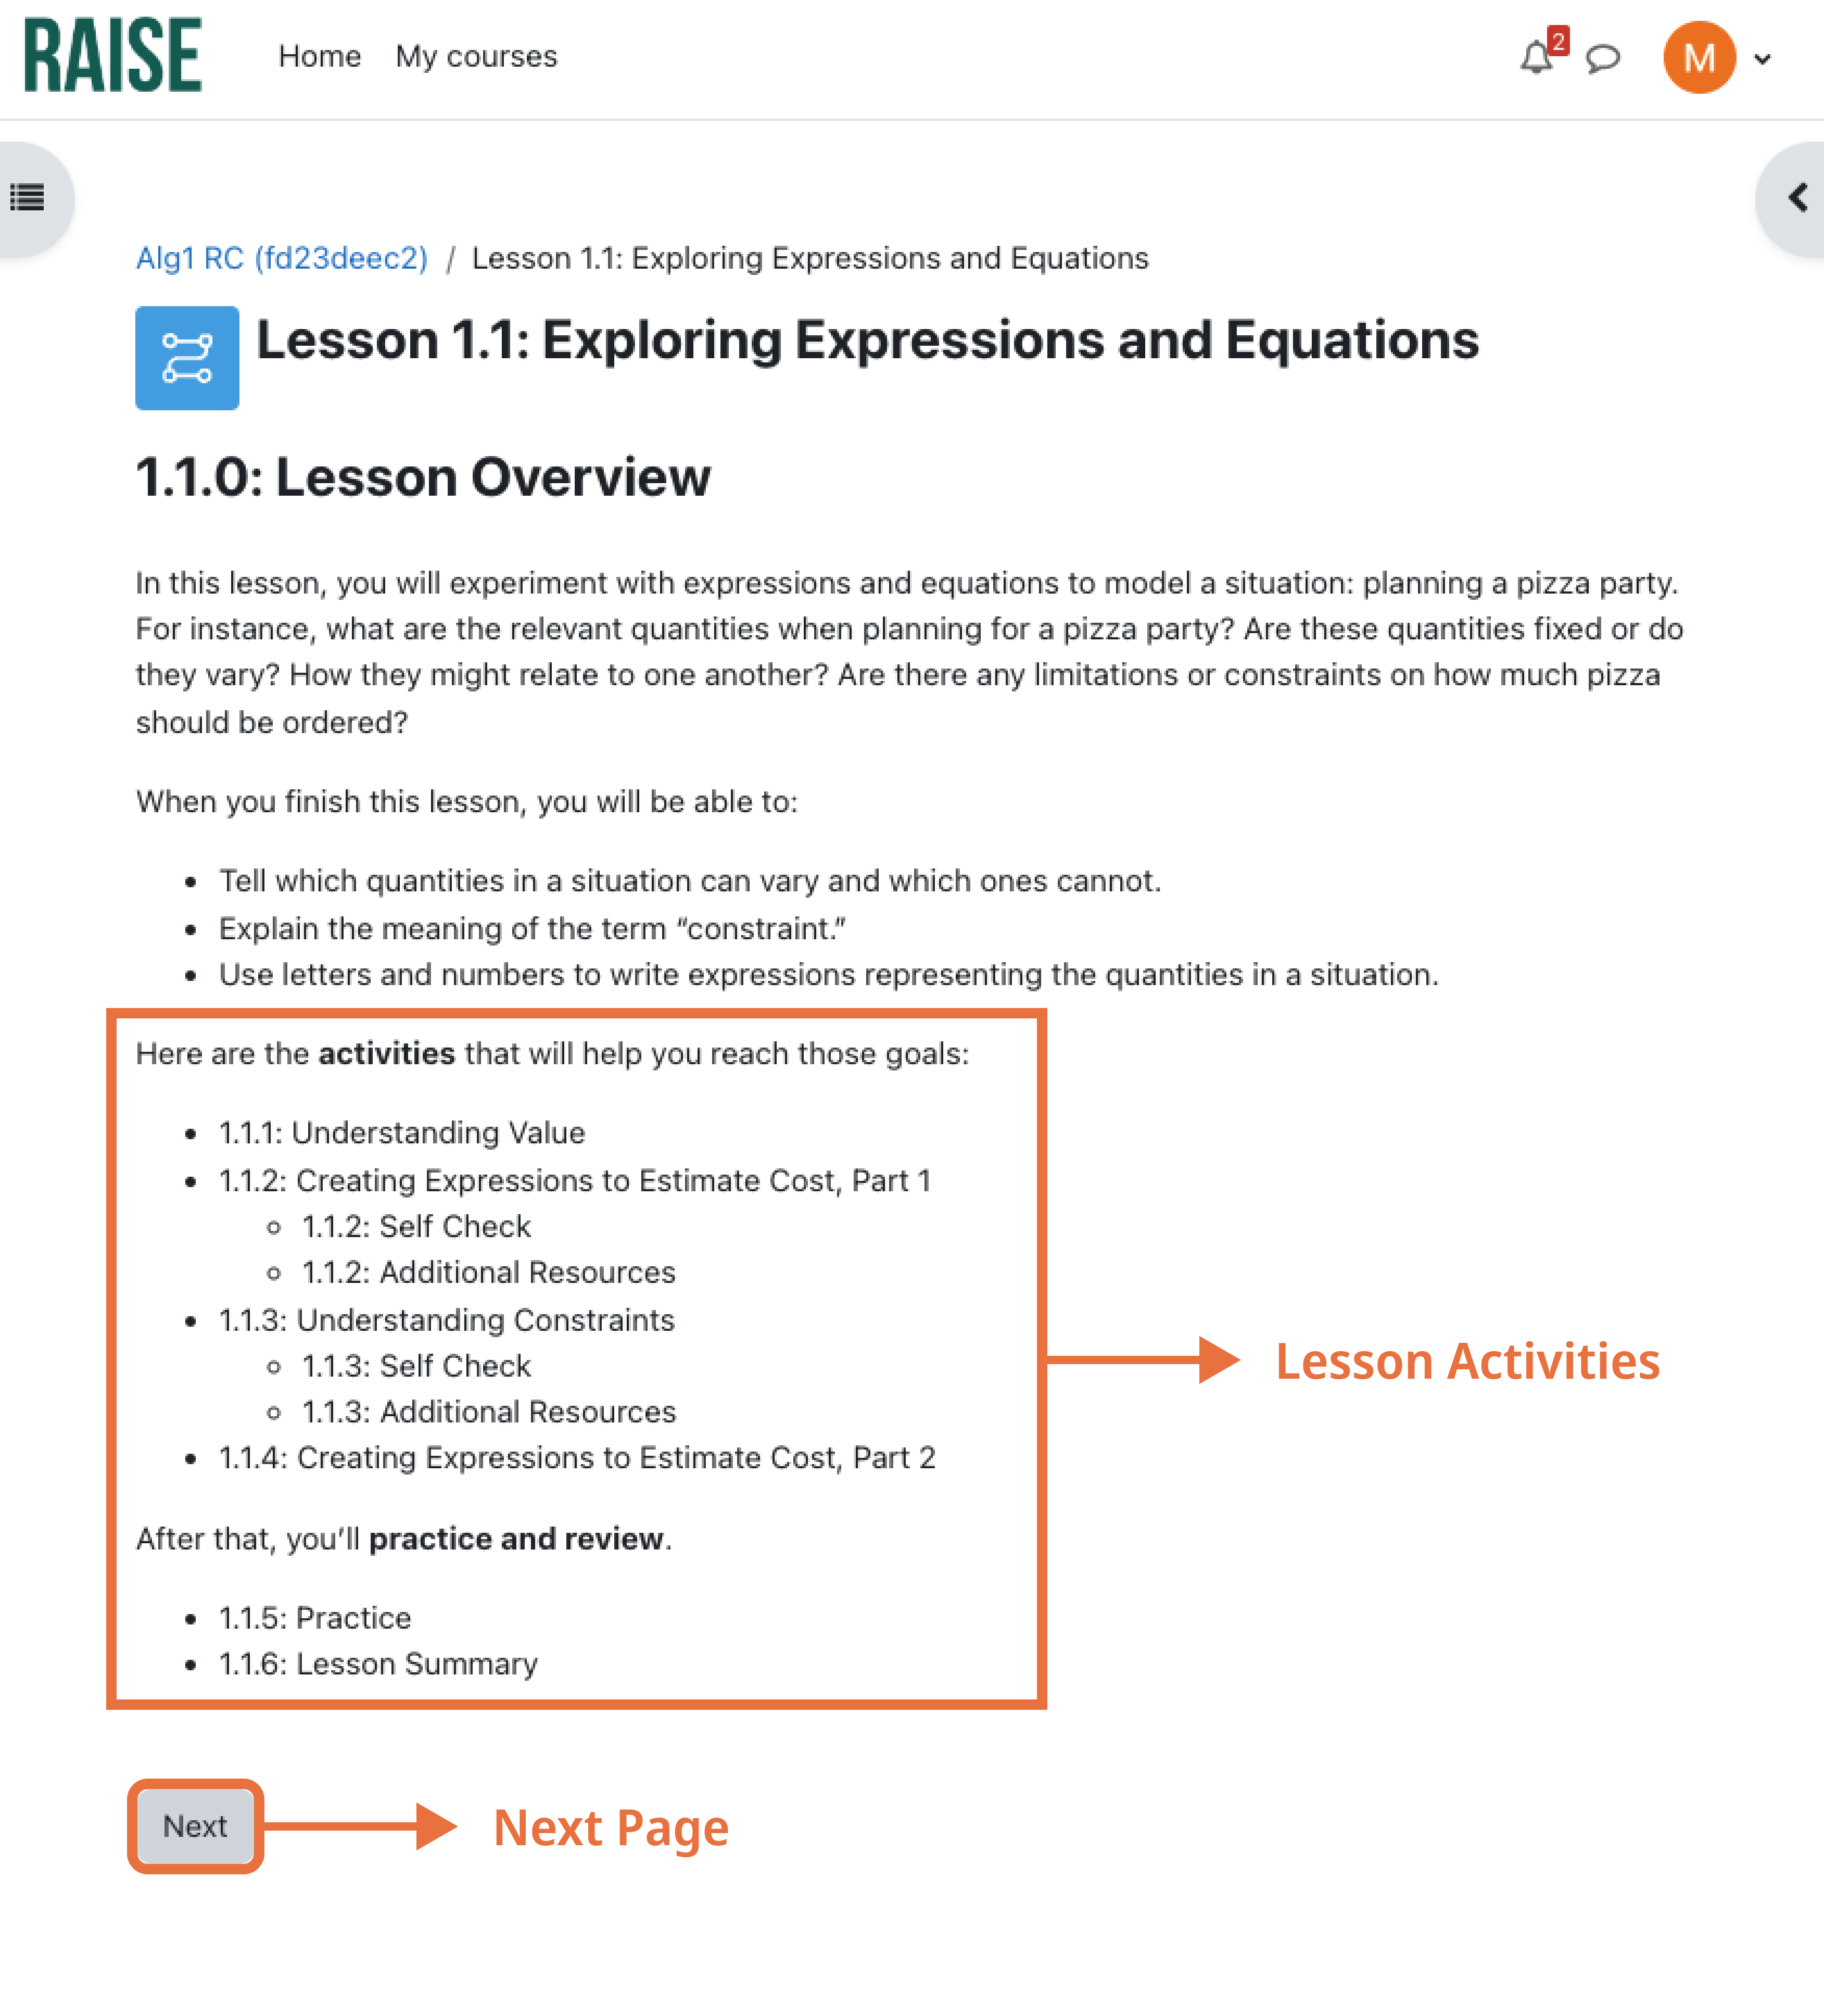 RAISE Home My courses 2 M
Alg1 RC (fd23deec2) / Lesson 1.1: Exploring Expressions and Equations
Lesson 1.1: Exploring Expressions and Equations
1.1.0: Lesson Overview
In this lesson, you will experiment with expressions and equations to model a situation: planning a pizza party.
For instance, what are the relevant quantities when planning for a pizza party? Are these quantities fixed or do
they vary? How they might relate to one another? Are there any limitations or constraints on how much pizza
should be ordered?
When you finish this lesson, you will be able to:
• Tell which quantities in a situation can vary and which ones cannot.
• Explain the meaning of the term “constraint.”
• Use letters and numbers to write expressions representing the quantities in a situation.
Here are the activities that will help you reach those goals:
• 1.1.1: Understanding Value
• 1.1.2: Creating Expressions to Estimate Cost, Part 1
◦ 1.1.2: Self Check
◦ 1.1.2: Additional Resources
• 1.1.3: Understanding Constraints
◦ 1.1.3: Self Check
◦ 1.1.3: Additional Resources
• 1.1.4: Creating Expressions to Estimate Cost, Part 2
Lesson Activities
After that, you’ll practice and review.
• 1.1.5: Practice
• 1.1.6: Lesson Summary
Next
Next Page